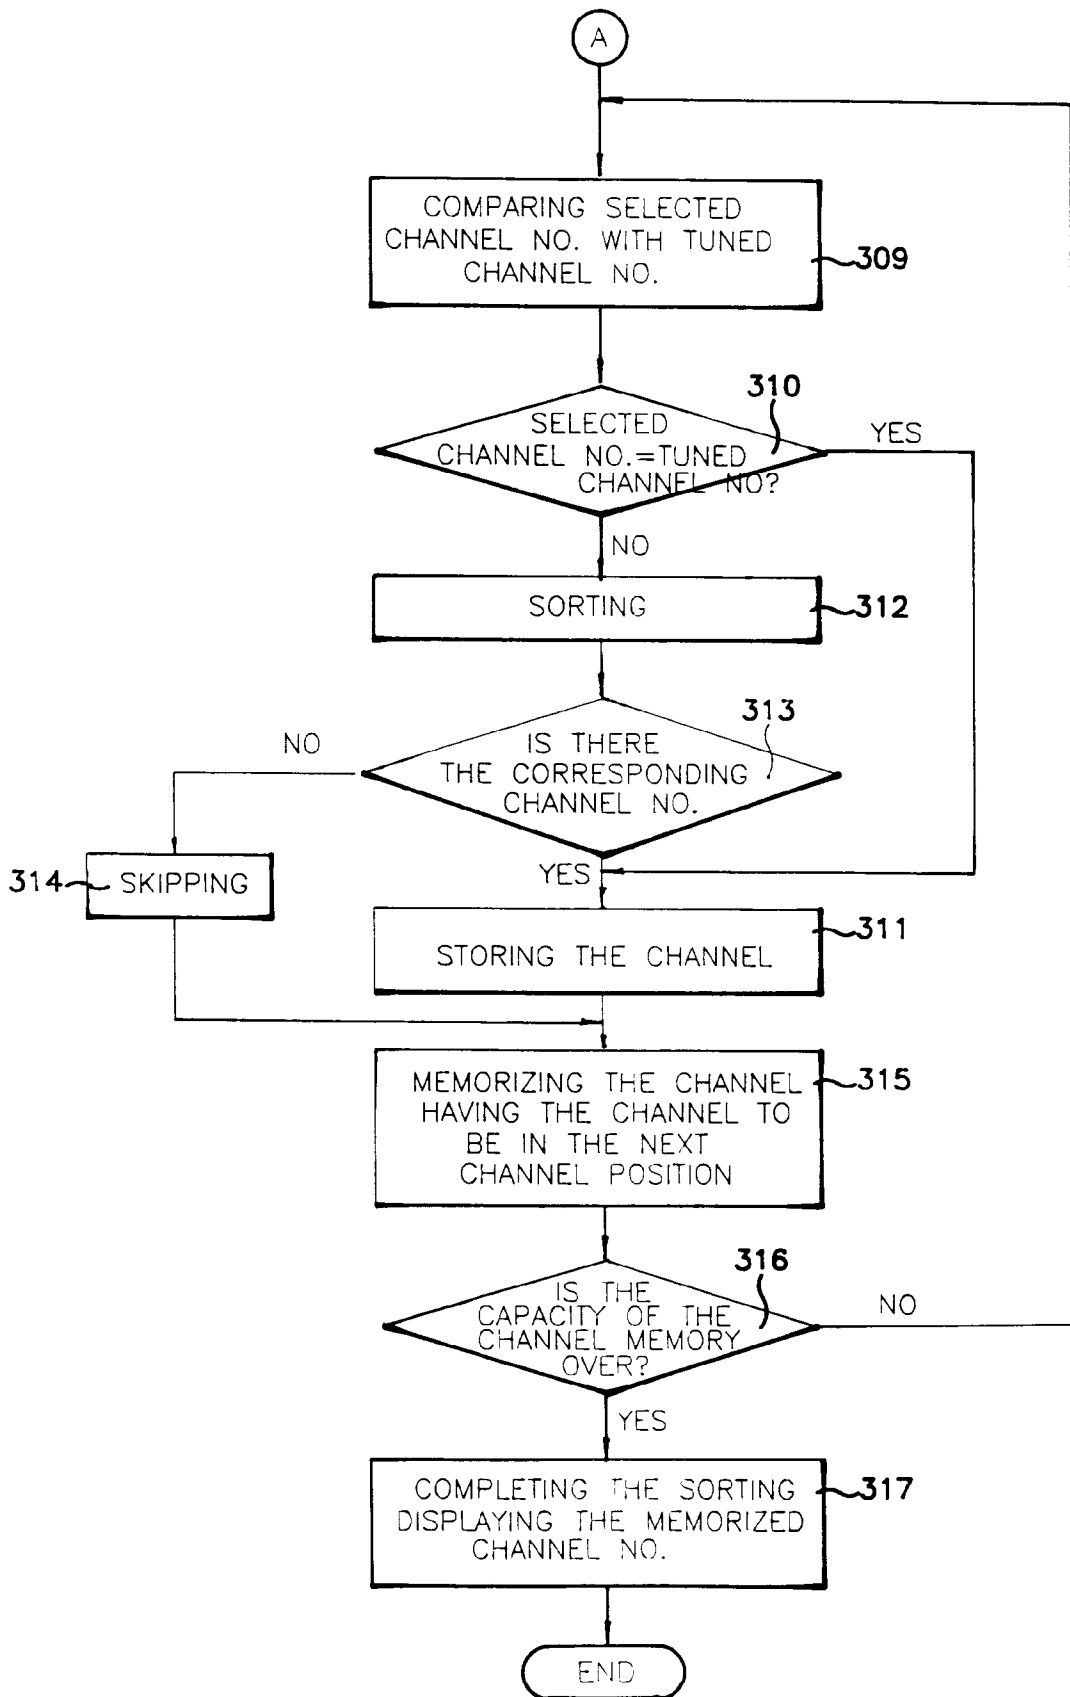 A
COMPARING SELECTED
CHANNEL NO. WITH TUNED
CHANNEL NO.
309
310
SELECTED
CHANNEL NO.=TUNED
CHANNEL NO?
YES
NO
SORTING
312
313
IS THERE
THE CORRESPONDING
CHANNEL NO.
NO
YES
314
SKIPPING
311
STORING THE CHANNEL
MEMORIZING THE CHANNEL
HAVING THE CHANNEL TO
BE IN THE NEXT
CHANNEL POSITION
315
316
IS THE
CAPACITY OF THE
CHANNEL MEMORY
OVER?
NO
YES
COMPLETING THE SORTING
DISPLAYING THE MEMORIZED
CHANNEL NO.
317
END